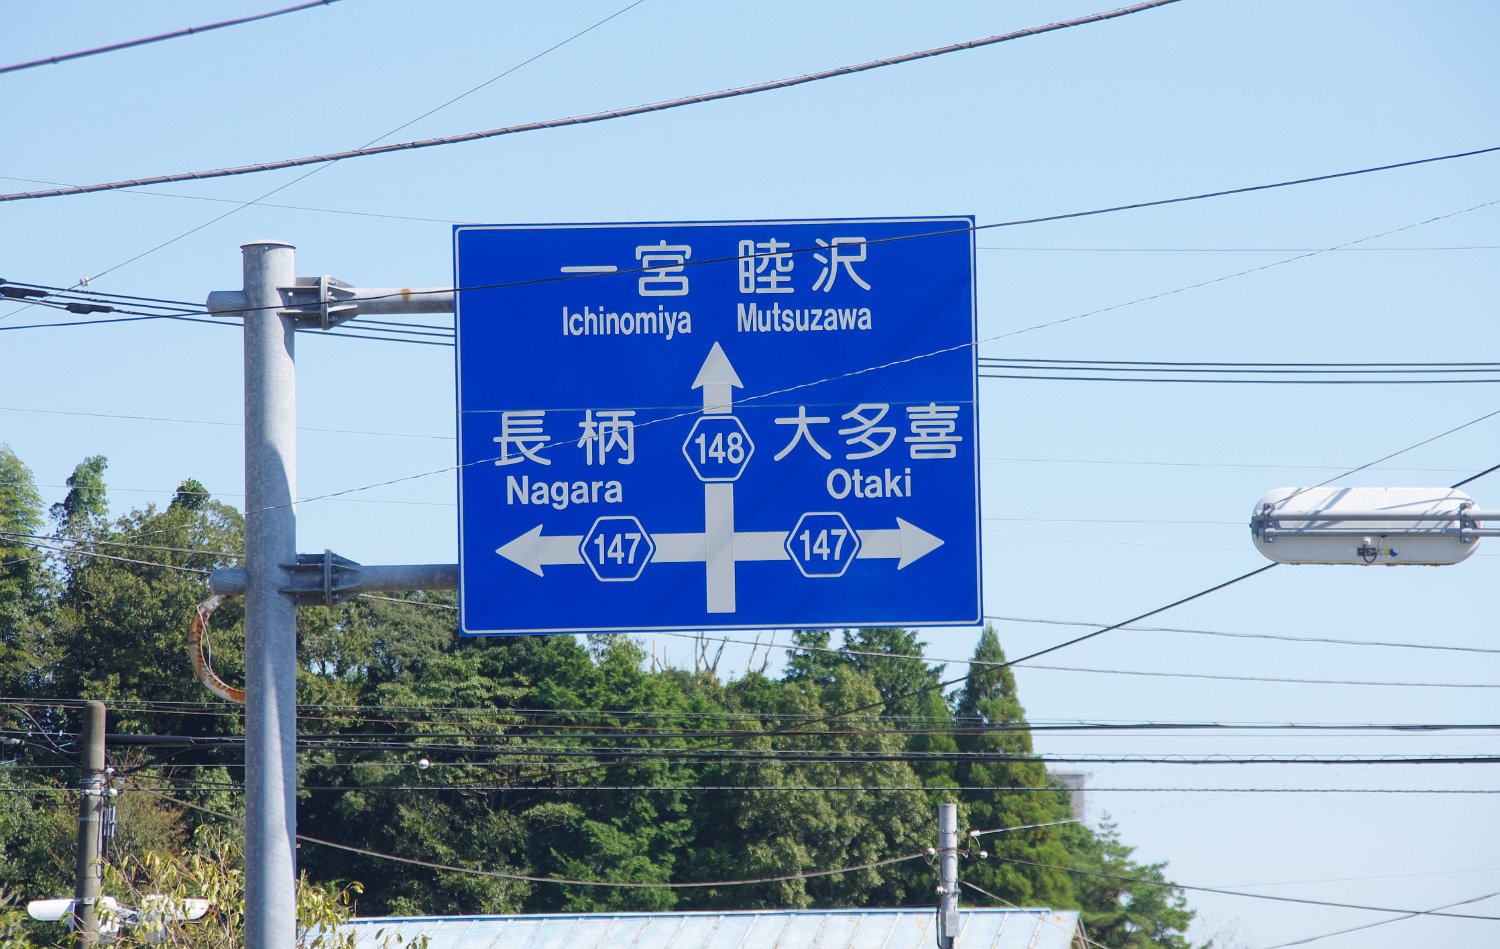 一宮 睦沢
Ichinomiya Mutsuzawa
長柄 148 大多喜
Nagara Otaki
147 147